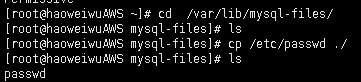 [root@haoweiwuAWS ~]# cd  /var/lib/mysql-files/
[root@haoweiwuAWS mysql-files]# ls
[root@haoweiwuAWS mysql-files]# cp /etc/passwd ./
[root@haoweiwuAWS mysql-files]# ls
passwd